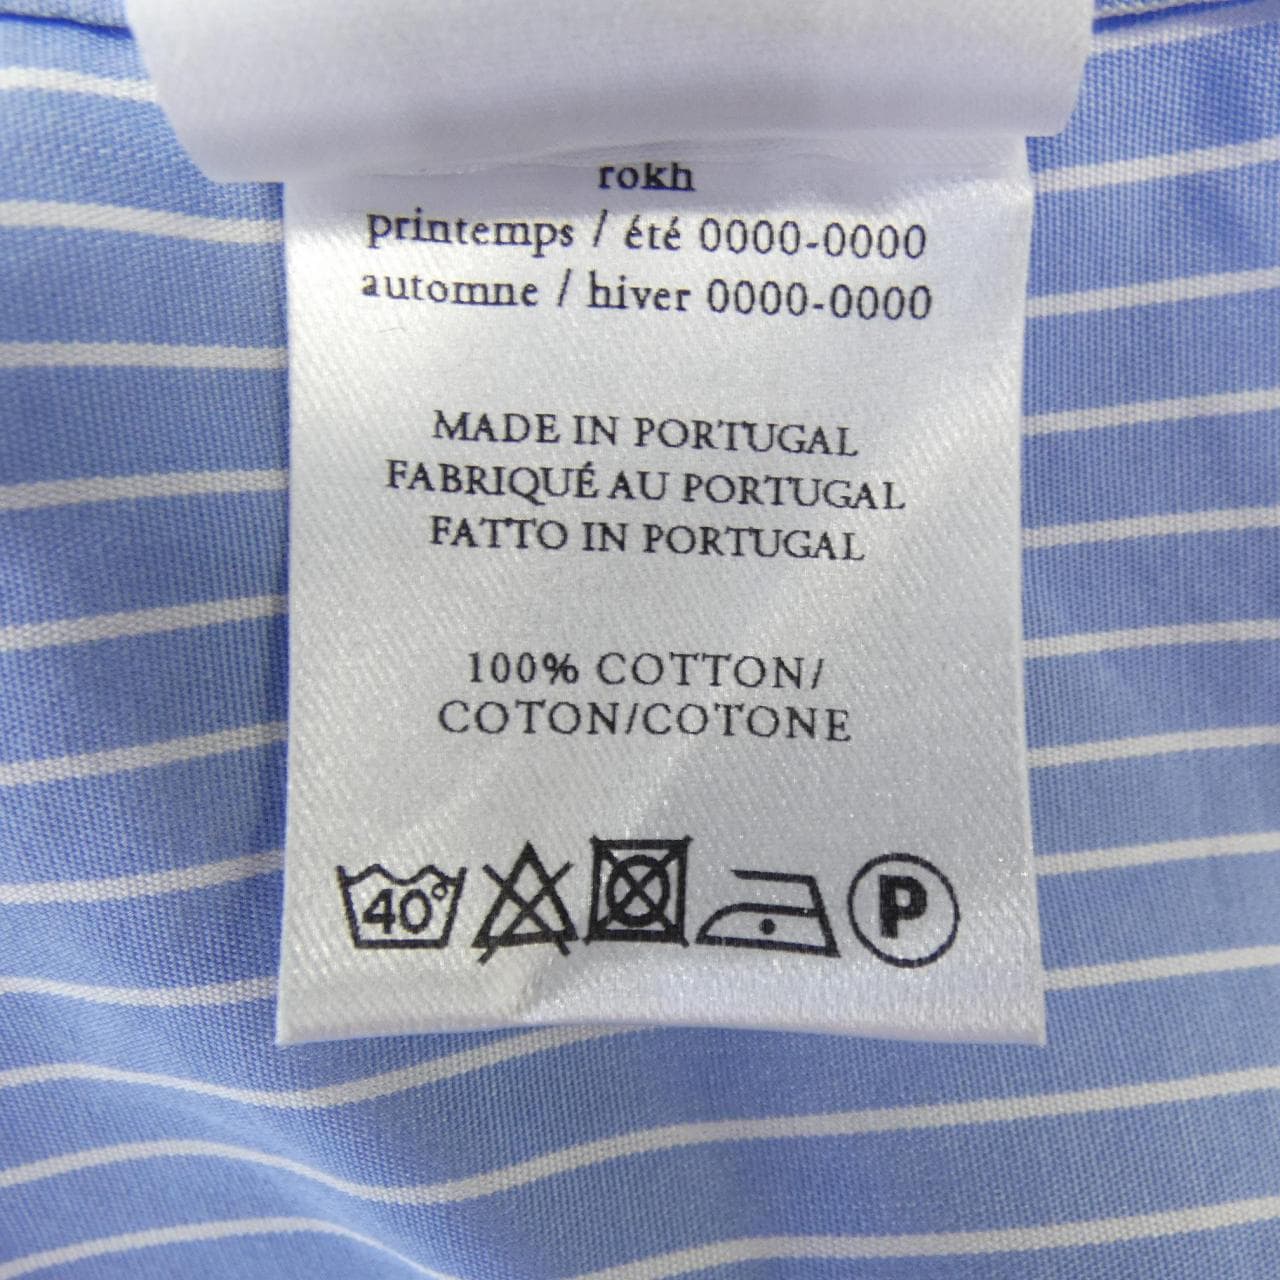 rokh
printemps / été 0000-0000
automne / hiver 0000-0000
MADE IN PORTUGAL
FABRIQUÉ AU PORTUGAL
FATTO IN PORTUGAL
100% COTTON/
COTON/COTONE
40° P